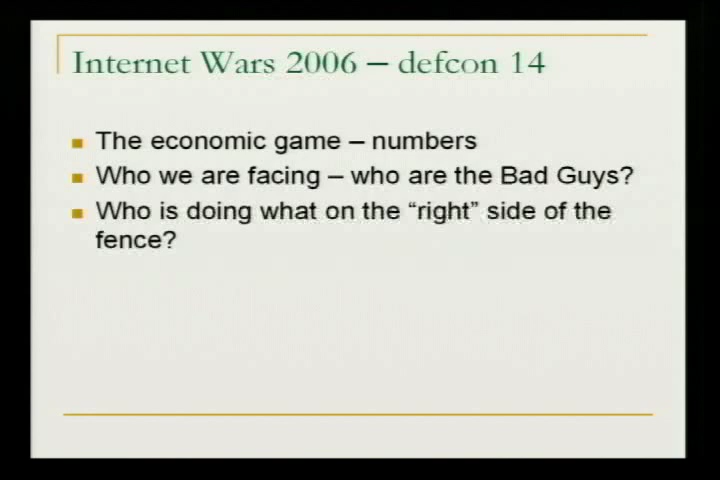 Internet Wars 2006 – defcon 14
The economic game – numbers
Who we are facing – who are the Bad Guys?
Who is doing what on the “right” side of the
fence?